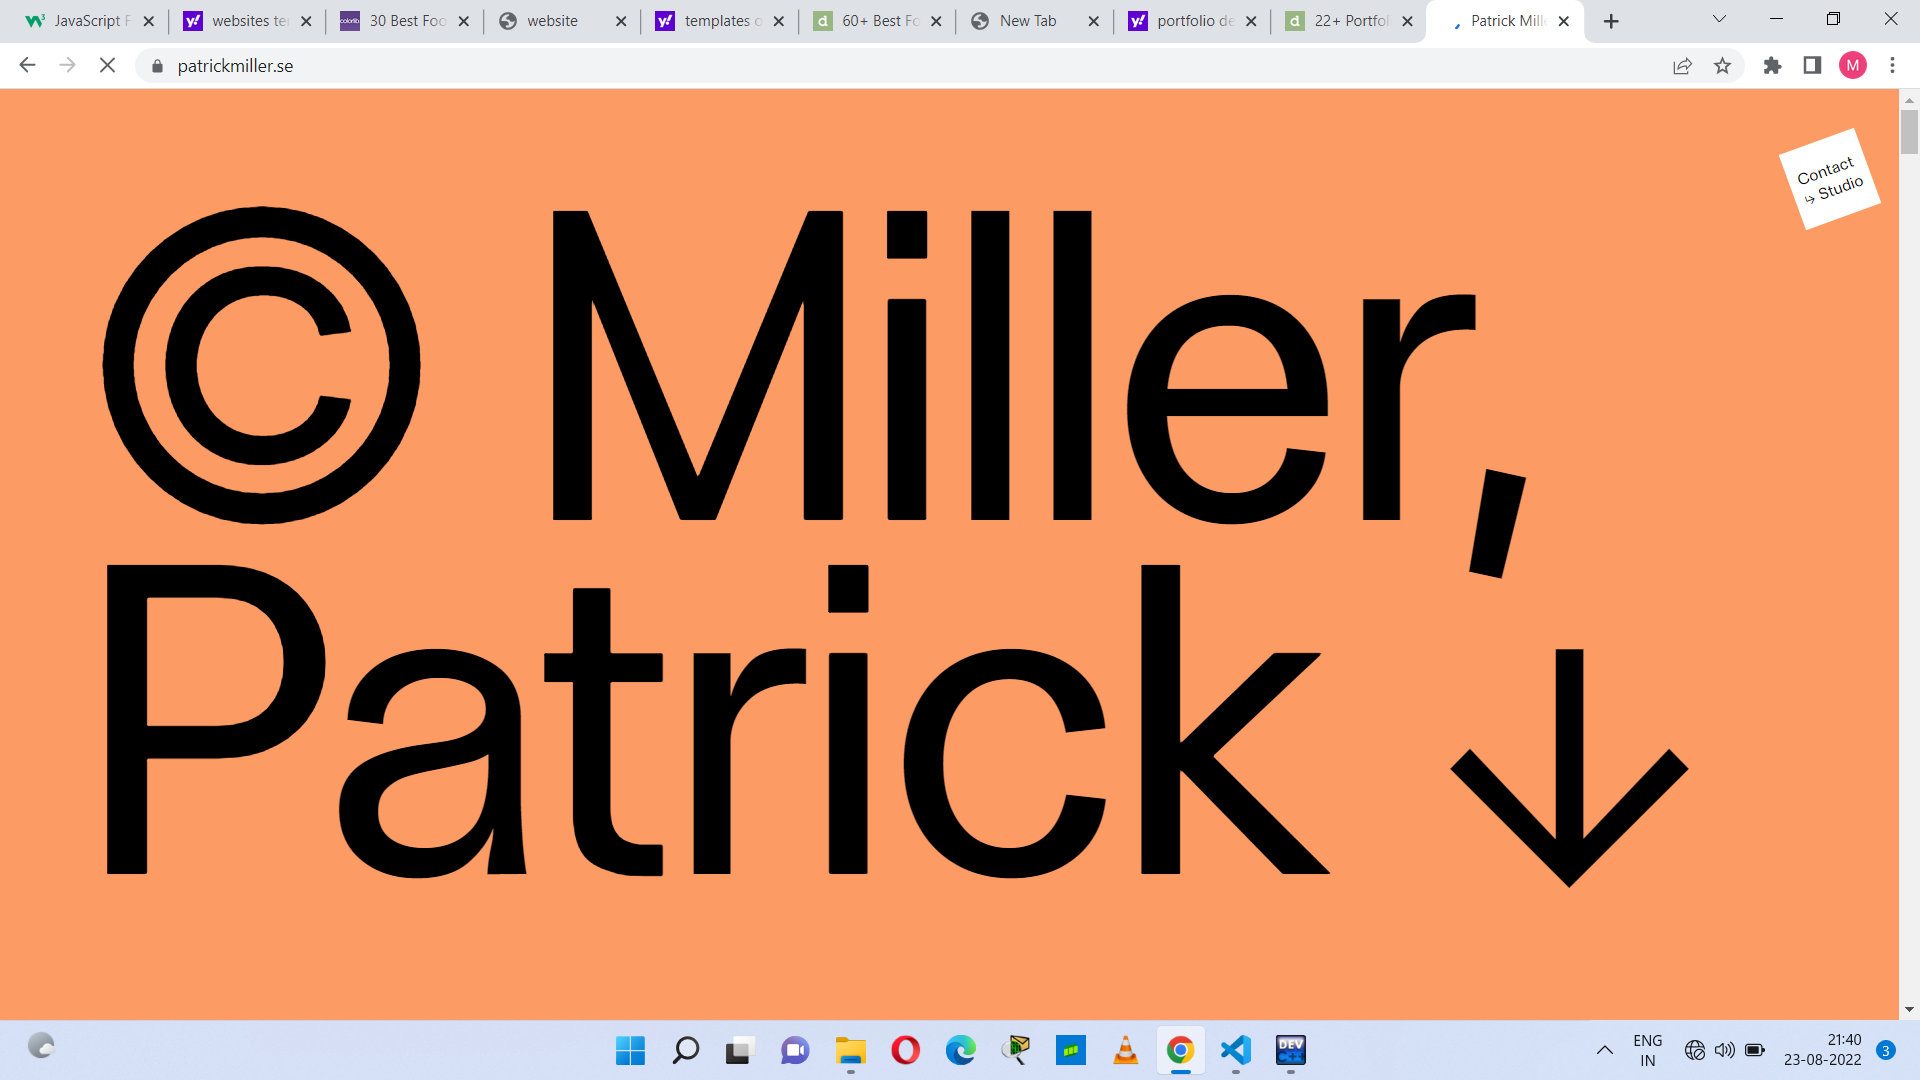 JavaScript F
websites te
30 Best Foo
website
templates o
60+ Best Fo
New Tab
portfolio de
22+ Portfol
Patrick Mill
patrickmiller.se
M
Contact
↳ Studio
© Miller,
Patrick ↓
ENG
IN
21:40
23-08-2022
3